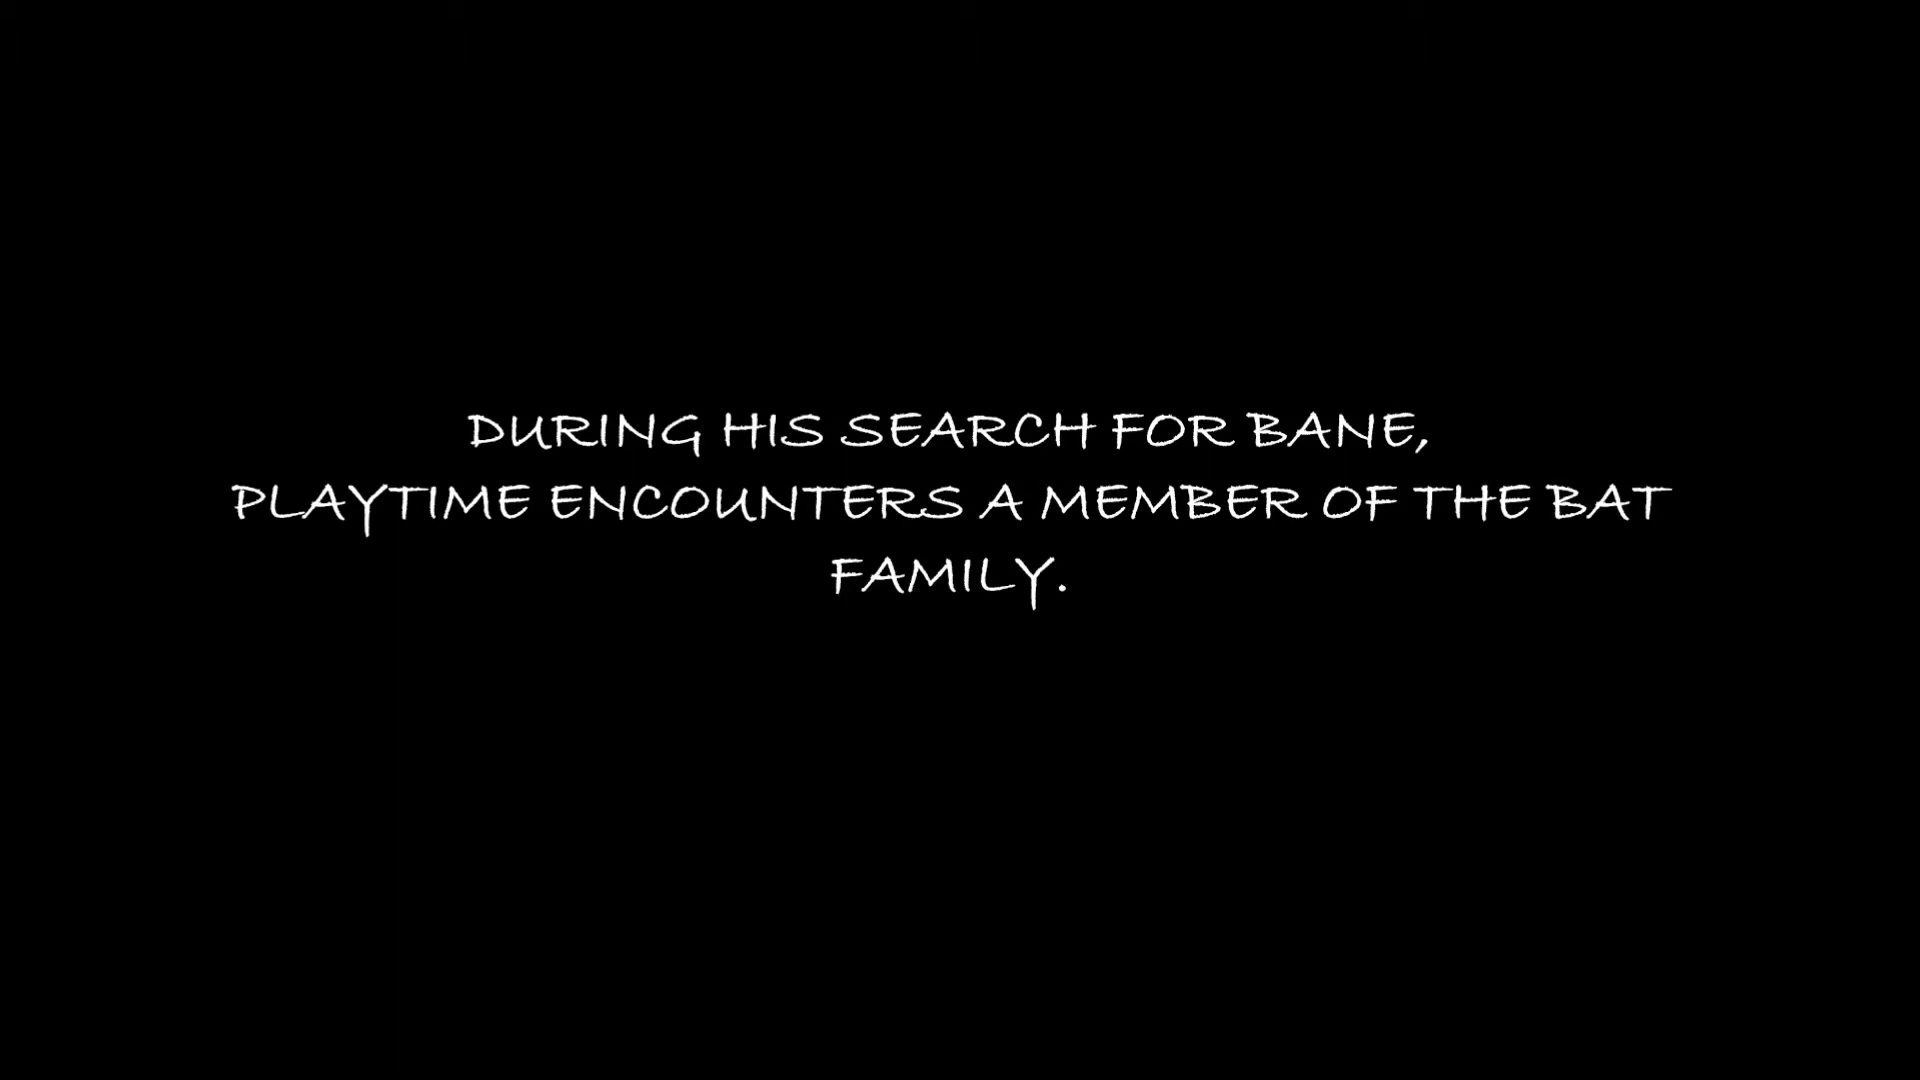 DURING HIS SEARCH FOR BANE,
PLAYTIME ENCOUNTERS A MEMBER OF THE BAT
FAMILY.